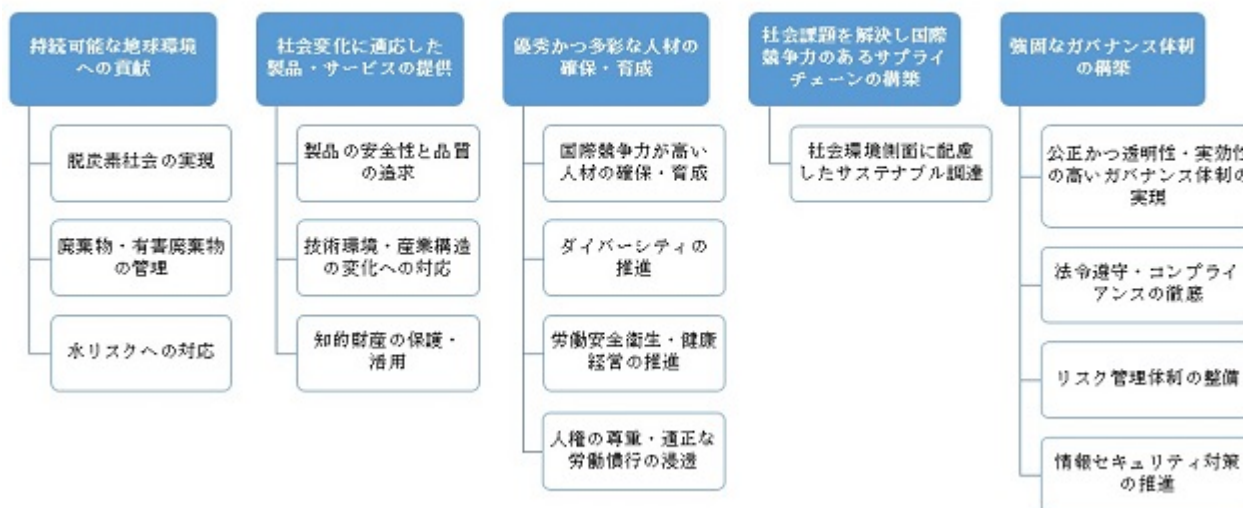 持続可能な地球環境
への貢献
脱炭素社会の実現
廃棄物・有害廃棄物
の管理
水リスクへの対応
社会変化に適応した
製品・サービスの提供
製品の安全性と品質
の追求
技術環境・産業構造
の変化への対応
知的財産の保護・
活用
優秀かつ多彩な人材の
確保・育成
国際競争力が高い
人材の確保・育成
ダイバーシティの
推進
労働安全衛生・健康
経営の推進
人権の尊重・適正な
労働慣行の浸透
社会課題を解決し国際
競争力のあるサプライ
チェーンの構築
社会環境側面に配慮
したサステナブル調達
強固なガバナンス体制
の構築
公正かつ透明性・実効性
の高いガバナンス体制の
実現
法令遵守・コンプライ
アンスの徹底
リスク管理体制の整備
情報セキュリティ対策
の推進